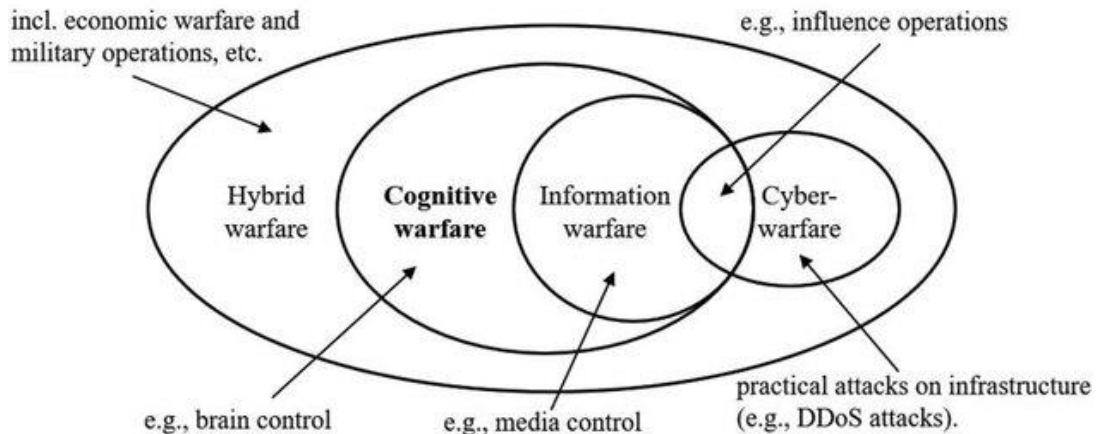 incl. economic warfare and
military operations, etc.
e.g., influence operations
Hybrid
warfare
Cognitive
warfare
Information
warfare
Cyber-
warfare
e.g., brain control
e.g., media control
practical attacks on infrastructure
(e.g., DDoS attacks).